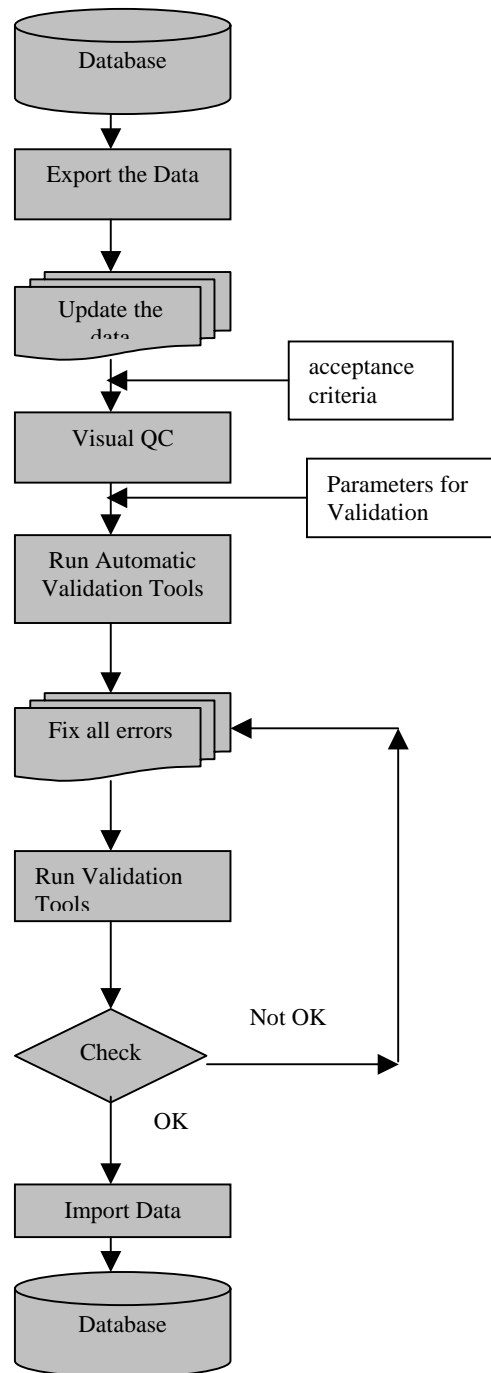 Database
Export the Data
Update the
data
acceptance
criteria
Visual QC
Parameters for
Validation
Run Automatic
Validation Tools
Fix all errors
Run Validation
Tools
Not OK
Check
OK
Import Data
Database